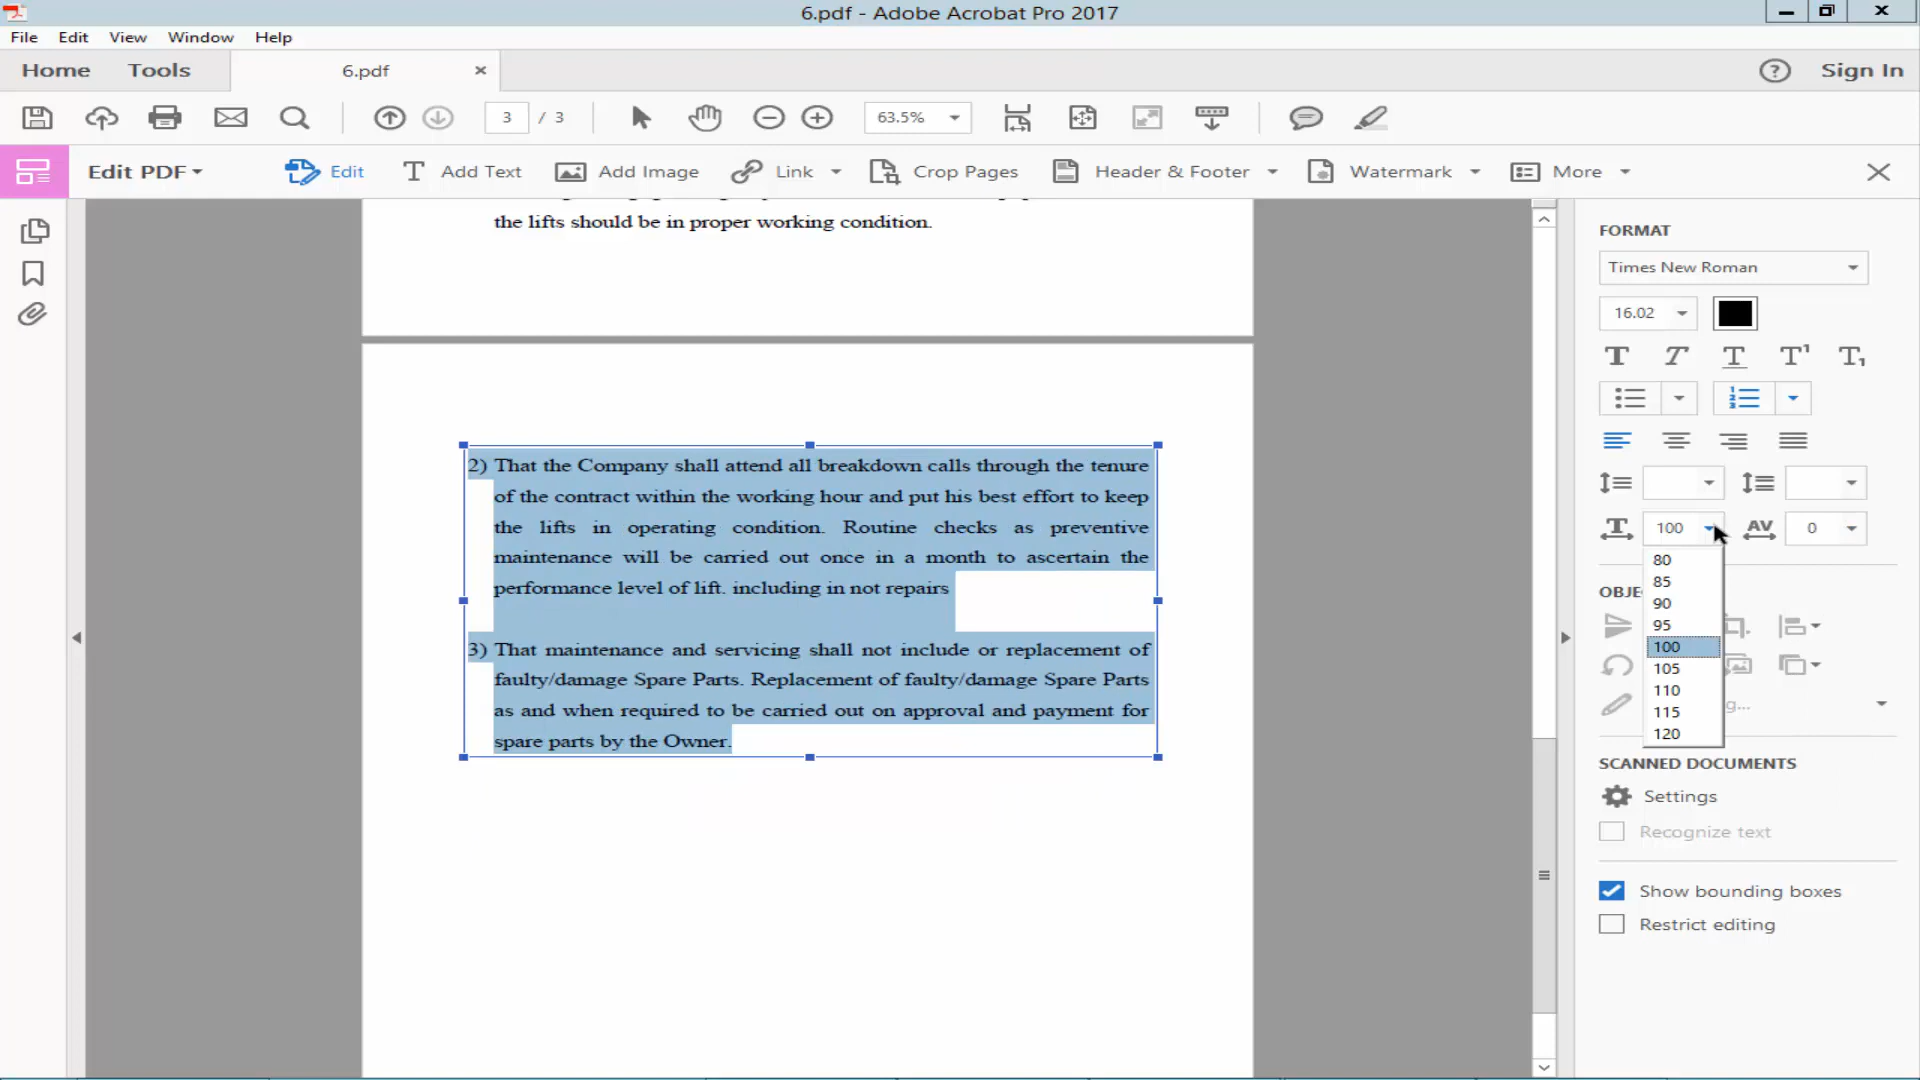 6.pdf - Adobe Acrobat Pro 2017
File Edit View Window Help
Home Tools 6.pdf Sign In
3 / 3 63.5%
Edit PDF Edit Add Text Add Image Link Crop Pages Header & Footer Watermark More
the lifts should be in proper working condition.
2) That the Company shall attend all breakdown calls through the tenure
of the contract within the working hour and put his best effort to keep
the lifts in operating condition. Routine checks as preventive
maintenance will be carried out once in a month to ascertain the
performance level of lift. including in not repairs
3) That maintenance and servicing shall not include or replacement of
faulty/damage Spare Parts. Replacement of faulty/damage Spare Parts
as and when required to be carried out on approval and payment for
spare parts by the Owner.
FORMAT
Times New Roman
16.02
100 0
80
85
90
95
100
105
110
115
120
SCANNED DOCUMENTS
Settings
Recognize text
Show bounding boxes
Restrict editing